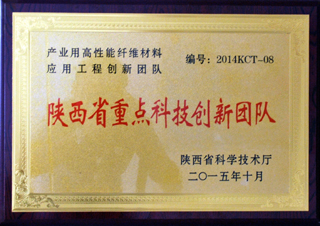 产业用高性能纤维材料
应用工程创新团队
编号：2014KCT-08
陕西省重点科技创新团队
陕西省科学技术厅
二〇一五年十月